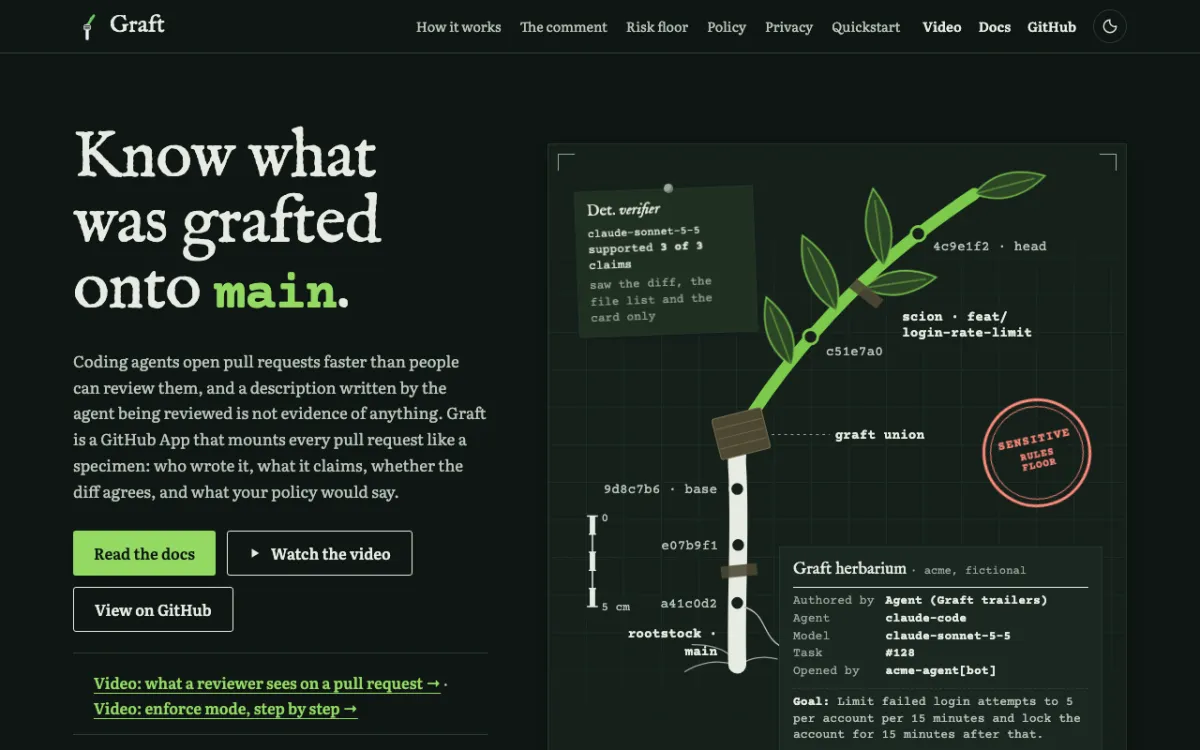 Graft
How it works The comment Risk floor Policy Privacy Quickstart Video Docs GitHub
Know what
was grafted
onto main.
Coding agents open pull requests faster than people
can review them, and a description written by the
agent being reviewed is not evidence of anything. Graft
is a GitHub App that mounts every pull request like a
specimen: who wrote it, what it claims, whether the
diff agrees, and what your policy would say.
Read the docs
Watch the video
View on GitHub
Video: what a reviewer sees on a pull request → ·
Video: enforce mode, step by step →
Det. verifier
claude-sonnet-5-5
supported 3 of 3
claims
saw the diff, the
file list and the
card only
4c9e1f2 · head
scion · feat/
login-rate-limit
c51e7a0
graft union
SENSITIVE
RULES
FLOOR
9d8c7b6 · base
0
e07b9f1
5 cm
a41c0d2
rootstock ·
main
Graft herbarium · acme, fictional
Authored by Agent (Graft trailers)
Agent claude-code
Model claude-sonnet-5-5
Task #128
Opened by acme-agent[bot]
Goal: Limit failed login attempts to 5
per account per 15 minutes and lock the
account for 15 minutes after that.